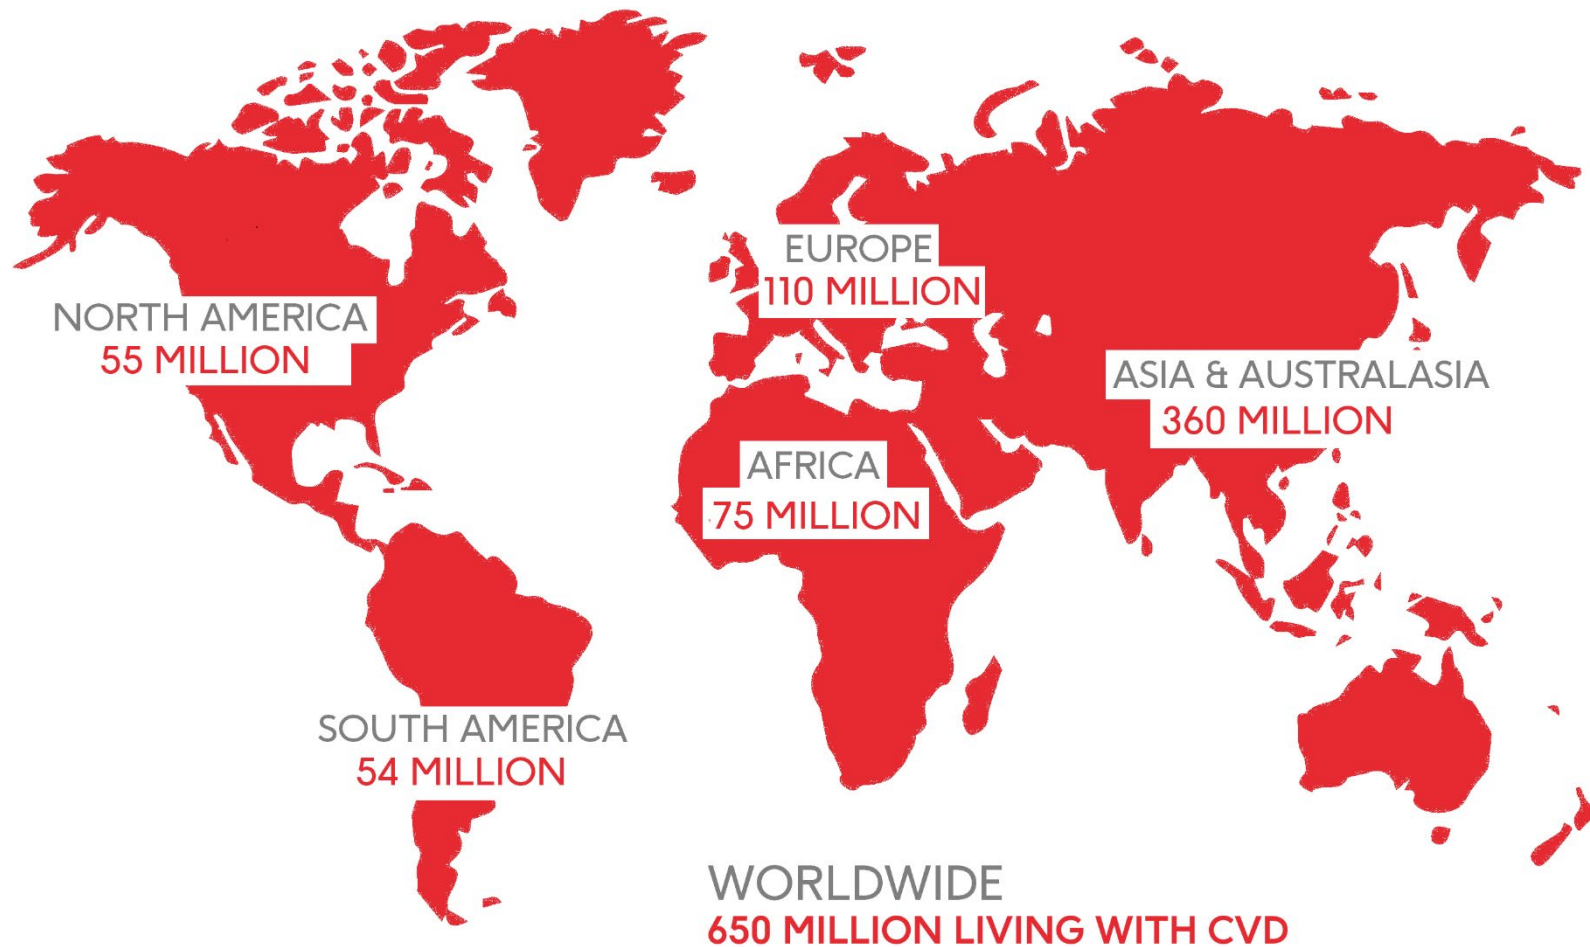 EUROPE
110 MILLION
NORTH AMERICA
55 MILLION
ASIA & AUSTRALASIA
360 MILLION
AFRICA
75 MILLION
SOUTH AMERICA
54 MILLION
WORLDWIDE
650 MILLION LIVING WITH CVD